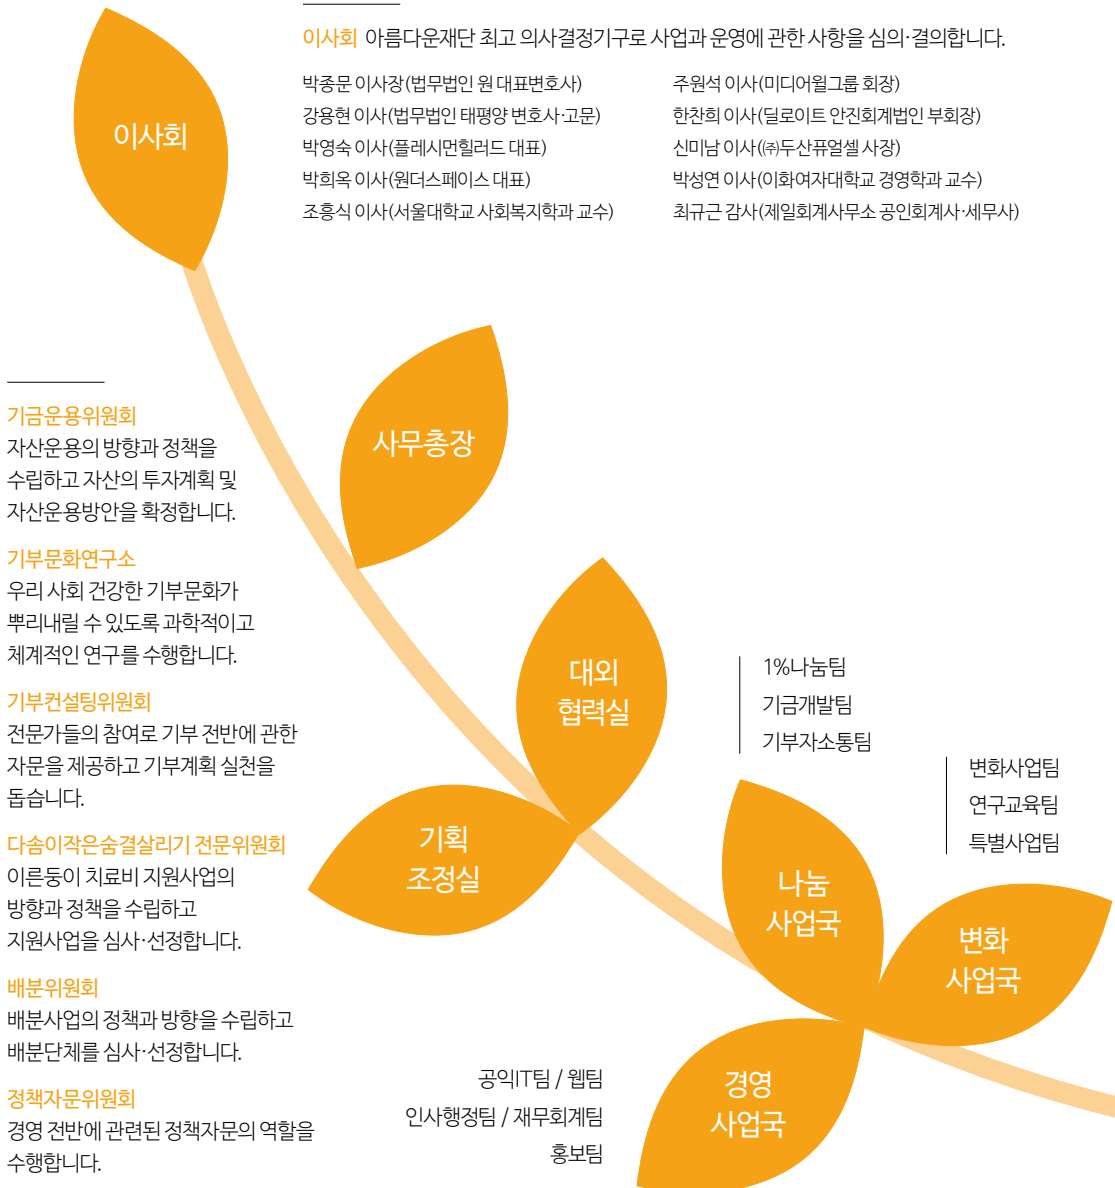 이사회 아름다운재단 최고 의사결정기구로 사업과 운영에 관한 사항을 심의·결의합니다.
박종문 이사장(법무법인 원 대표변호사)
강용현 이사(법무법인 태평양 변호사·고문)
박영숙 이사(플레시먼힐러드 대표)
박희옥 이사(원더스페이스 대표)
조흥식 이사(서울대학교 사회복지학과 교수)
주원석 이사(미디어윌그룹 회장)
한찬희 이사(딜로이트 안진회계법인 부회장)
신미남 이사(㈜두산퓨얼셀 사장)
박성연 이사(이화여자대학교 경영학과 교수)
최규근 감사(제일회계사무소 공인회계사·세무사)
이사회
사무총장
기금운용위원회
자산운용의 방향과 정책을
수립하고 자산의 투자계획 및
자산운용방안을 확정합니다.
기부문화연구소
우리 사회 건강한 기부문화가
뿌리내릴 수 있도록 과학적이고
체계적인 연구를 수행합니다.
기부컨설팅위원회
전문가들의 참여로 기부 전반에 관한
자문을 제공하고 기부계획 실천을
돕습니다.
다솜이작은숨결살리기 전문위원회
이른둥이 치료비 지원사업의
방향과 정책을 수립하고
지원사업을 심사·선정합니다.
배분위원회
배분사업의 정책과 방향을 수립하고
배분단체를 심사·선정합니다.
정책자문위원회
경영 전반에 관련된 정책자문의 역할을
수행합니다.
대외
협력실
기획
조정실
1%나눔팀
기금개발팀
기부자소통팀
나눔
사업국
변화사업팀
연구교육팀
특별사업팀
변화
사업국
공익IT팀 / 웹팀
인사행정팀 / 재무회계팀
홍보팀
경영
사업국